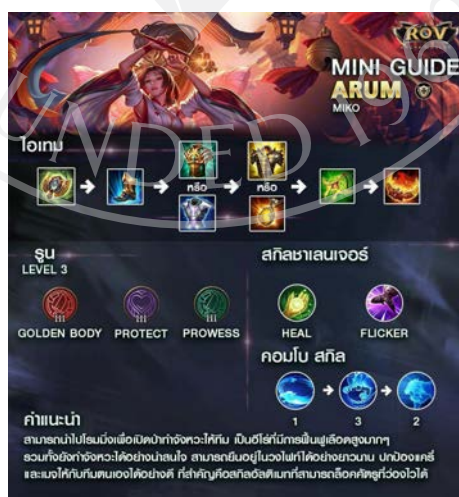 RoV
MINI GUIDE
ARUM
MIKO
ไอเทม
หรือ
หรือ
รูน
LEVEL 3
GOLDEN BODY
PROTECT
PROWESS
สกิลชาเลนเจอร์
HEAL
FLICKER
คอมโบ สกิล
1
3
2
คำแนะนำ
สามารถนำไปโรมมิ่งเพื่อเปิดป่าทำจังหวะให้ทีม เป็นฮีโร่ที่มีการฟื้นฟูเลือดสูงมากๆ
รวมทั้งยังทำจังหวะได้อย่างน่าสนใจ สามารถยืนอยู่ในวงไฟท์ได้อย่างยาวนาน ปกป้องแครี่
และเมจให้กับทีมตนเองได้อย่างดี ที่สำคัญคือสกิลอัลติเมทที่สามารถล็อคศัตรูที่ว่องไวได้